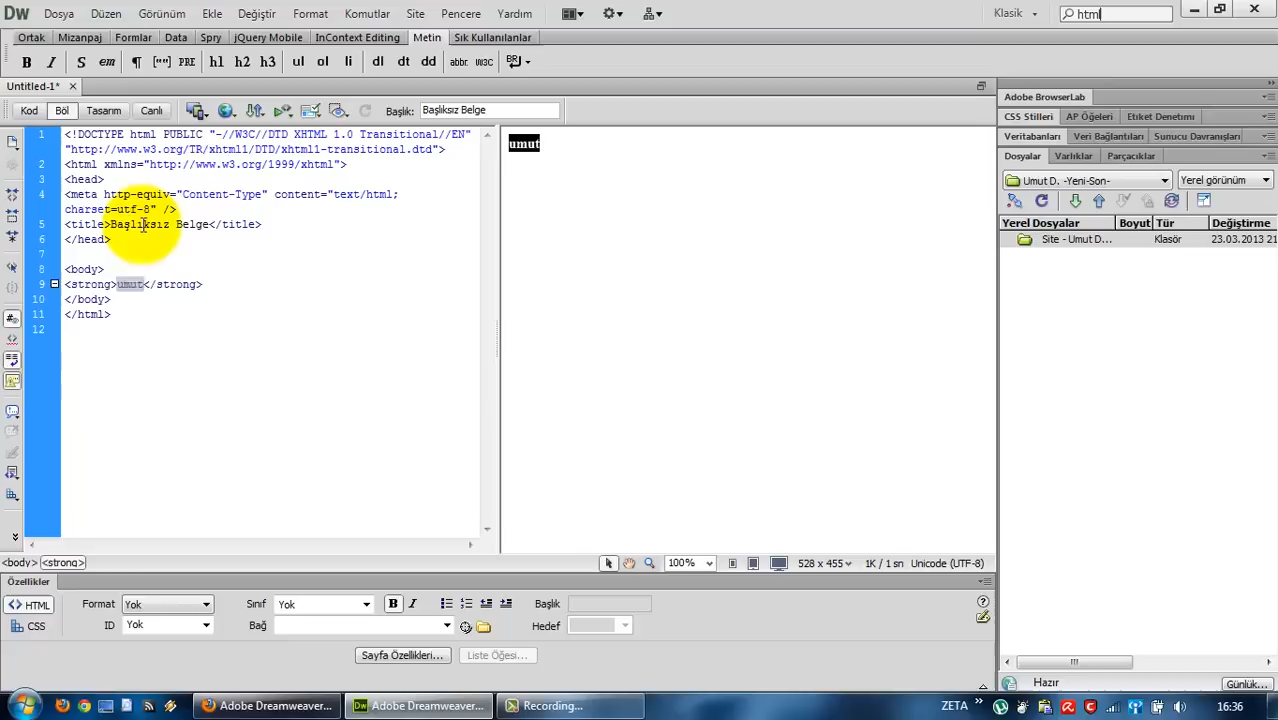 Dw Dosya Düzen Görünüm Ekle Değiştir Format Komutlar Site Pencere Yardım Klasik html
Ortak Mizanpaj Formlar Data Spry jQuery Mobile InContext Editing Metin Sık Kullanılanlar
B I S em ¶ [""] PRE h1 h2 h3 ul ol li dl dt dd abbr. W3C BR
Untitled-1*
Kod Böl Tasarım Canlı Başlık: Başlıksız Belge
1 <!DOCTYPE html PUBLIC "-//W3C//DTD XHTML 1.0 Transitional//EN"
"http://www.w3.org/TR/xhtml1/DTD/xhtml1-transitional.dtd">
2 <html xmlns="http://www.w3.org/1999/xhtml">
3 <head>
4 <meta http-equiv="Content-Type" content="text/html;
charset=utf-8" />
5 <title>Başlıksız Belge</title>
6 </head>
7
8 <body>
9 <strong>umut</strong>
10 </body>
11 </html>
12
umut
Adobe BrowserLab
CSS Stilleri AP Öğeleri Etiket Denetimi
Veritabanları Veri Bağlantıları Sunucu Davranışları
Dosyalar Varlıklar Parçacıklar
Umut D. -Yeni-Son- Yerel görünüm
Yerel Dosyalar Boyut Tür Değiştirme
Site - Umut D... Klasör 23.03.2013 21
<body> <strong> 100% 528 x 455 1K / 1 sn Unicode (UTF-8)
Özellikler
HTML Format Yok Sınıf Yok B I Başlık
CSS ID Yok Bağ Hedef
Sayfa Özellikleri... Liste Öğesi...
Hazır Günlük...
Adobe Dreamweaver... Adobe Dreamweaver... Recording... ZETA » 16:36